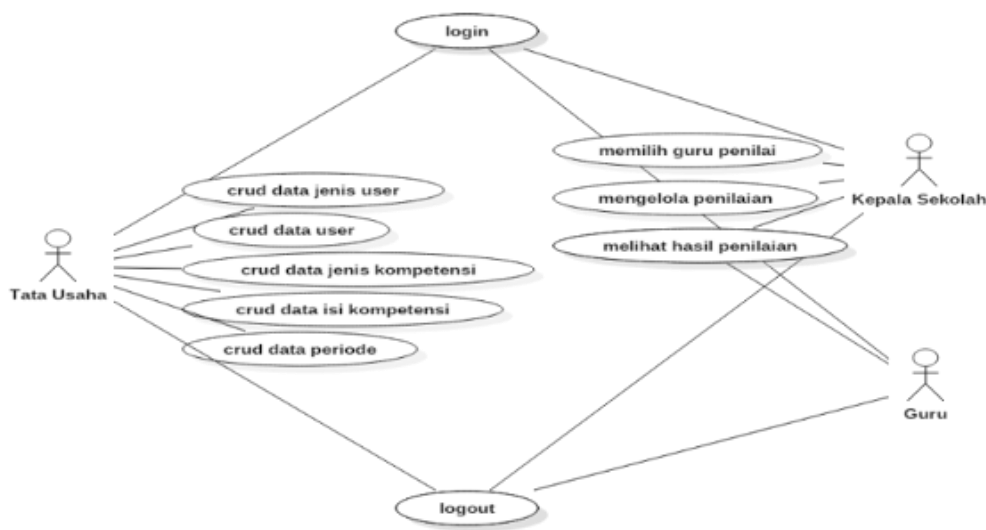 login
memilih guru penilai
crud data jenis user
mengelola penilaian
Kepala Sekolah
crud data user
melihat hasil penilaian
crud data jenis kompetensi
Tata Usaha
crud data isi kompetensi
crud data periode
Guru
logout